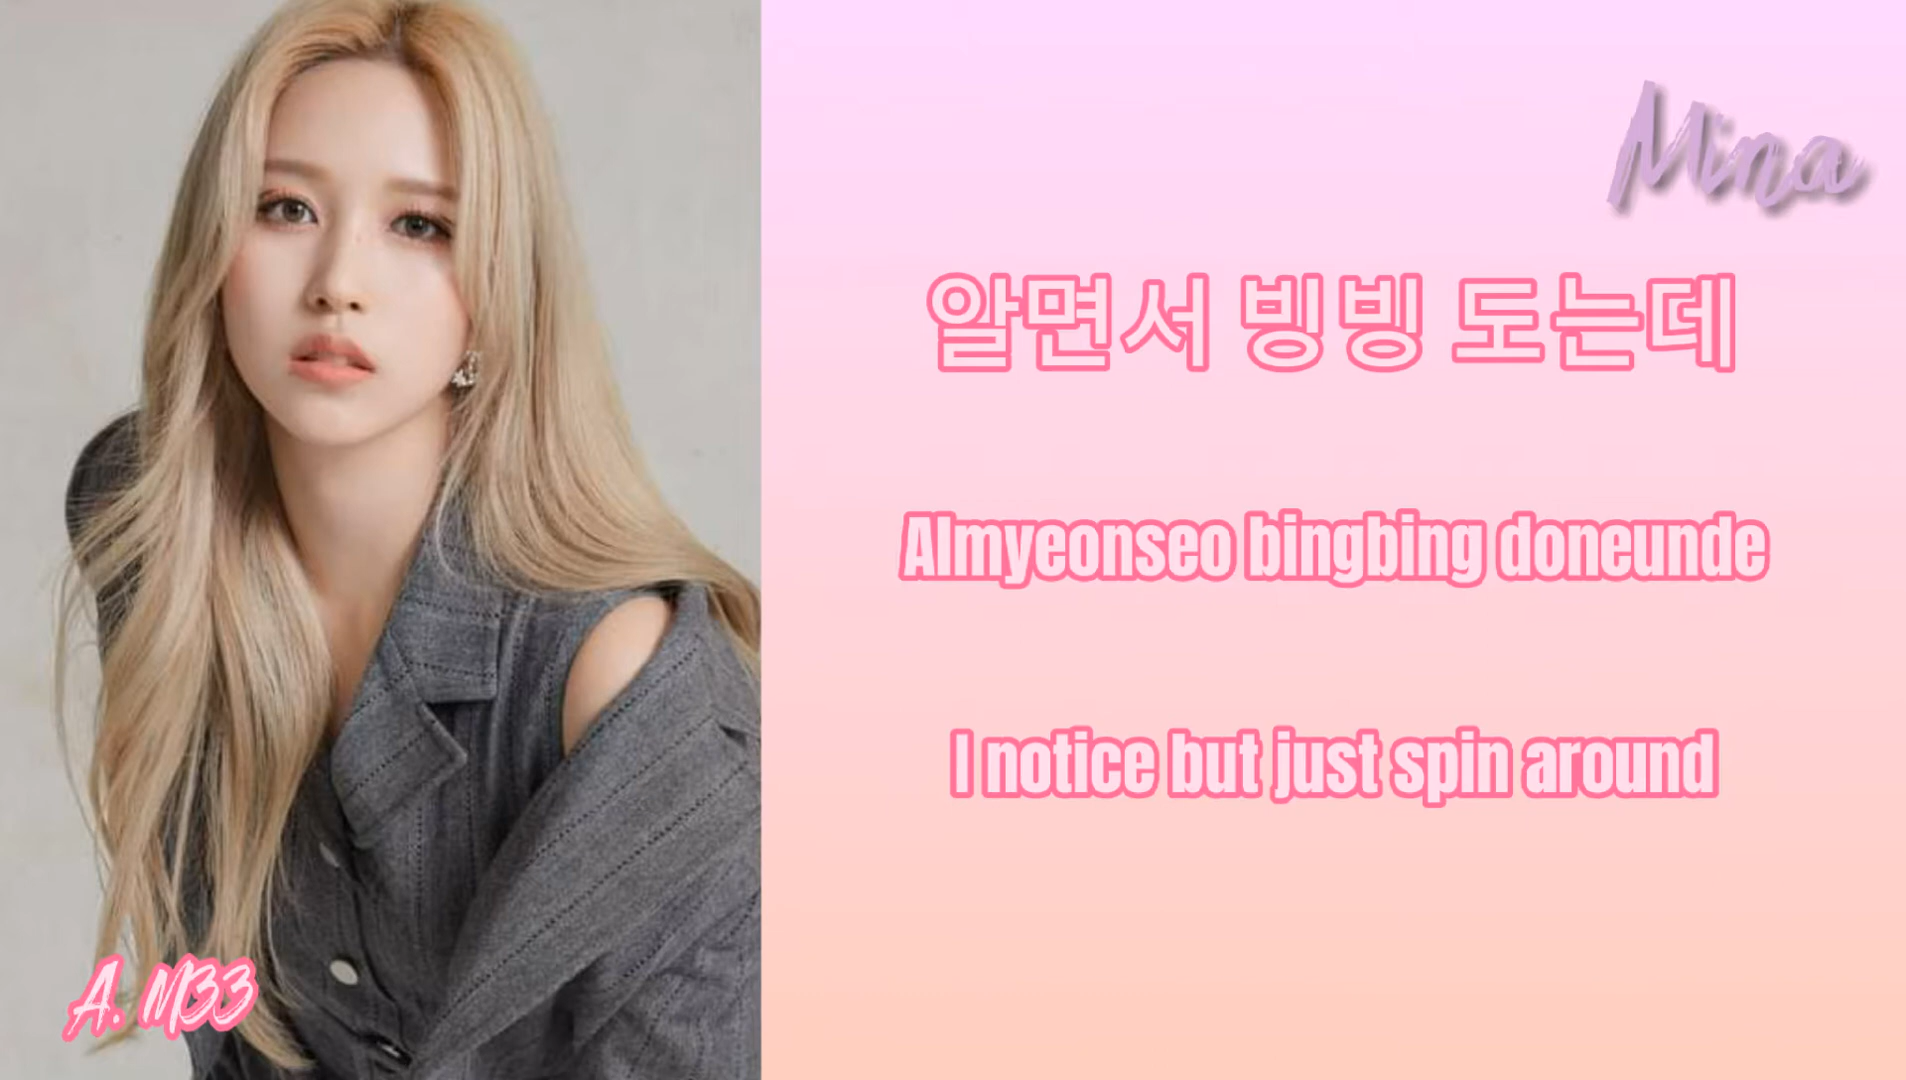 Mina
알면서 빙빙 도는데
Almyeonseo bingbing doneunde
I notice but just spin around
A. M33